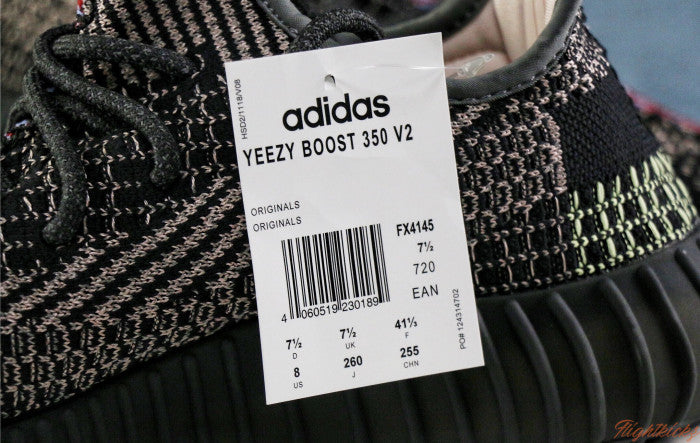 HSD2/1118/V08
adidas
YEEZY BOOST 350 V2
ORIGINALS
ORIGINALS
FX4145
7½
720
EAN
4 060519 230189
7½ 7½ 41⅓
D UK F
8 260 255
US J CHN
PO# 124314702